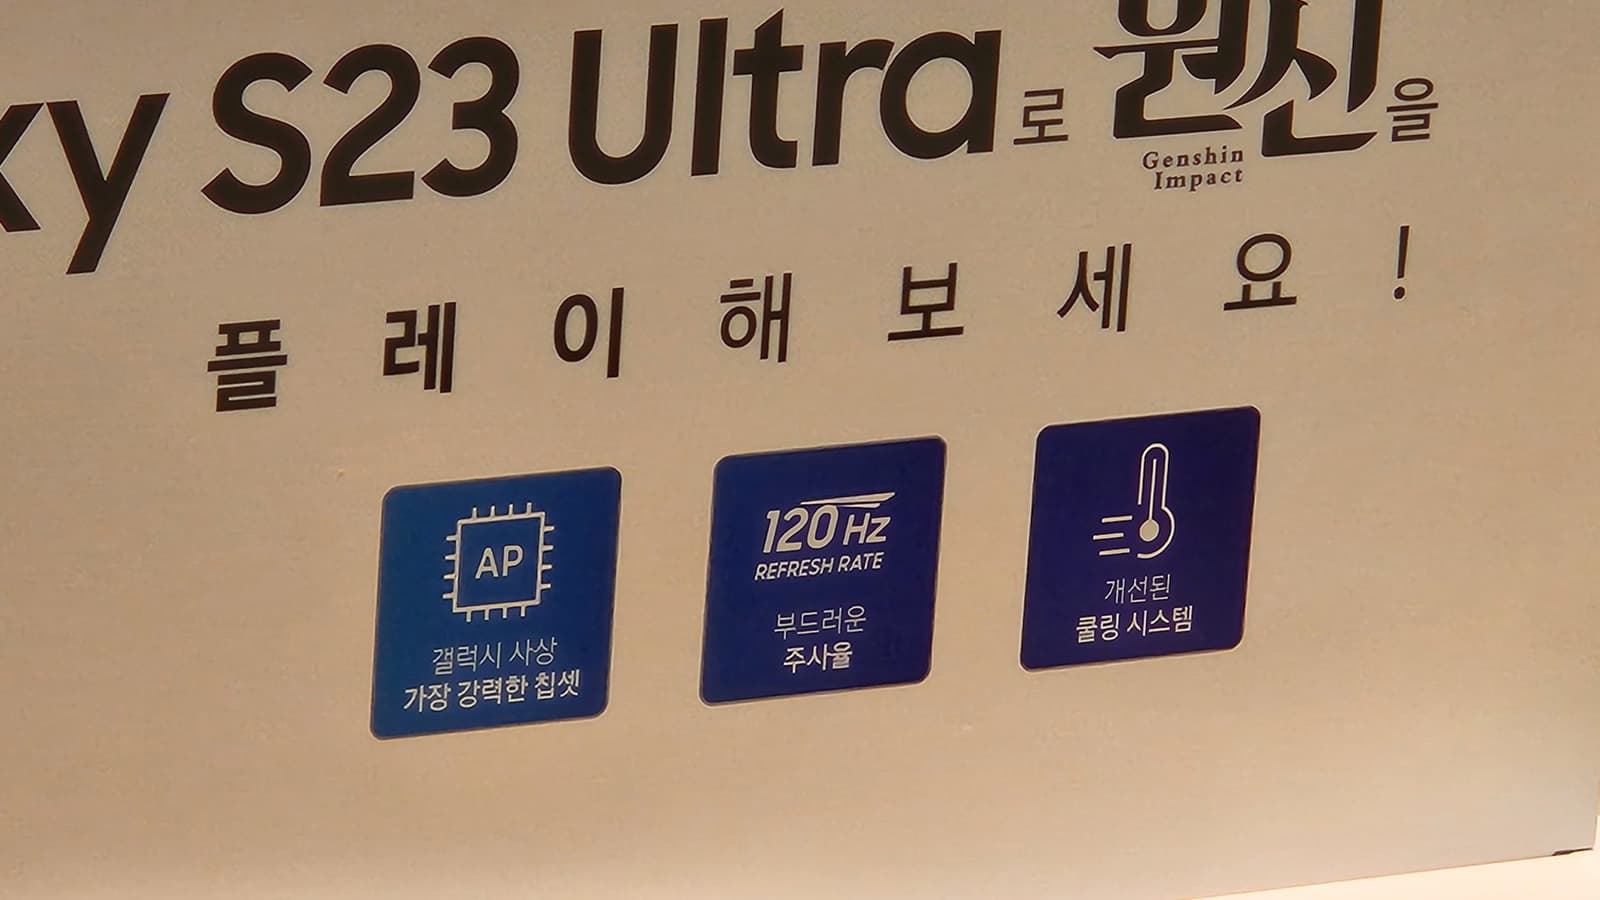 xy S23 Ultra로 원신을
Genshin
Impact
플레이해보세요!
AP
갤럭시 사상
가장 강력한 칩셋
120 Hz
REFRESH RATE
부드러운
주사율
개선된
쿨링 시스템